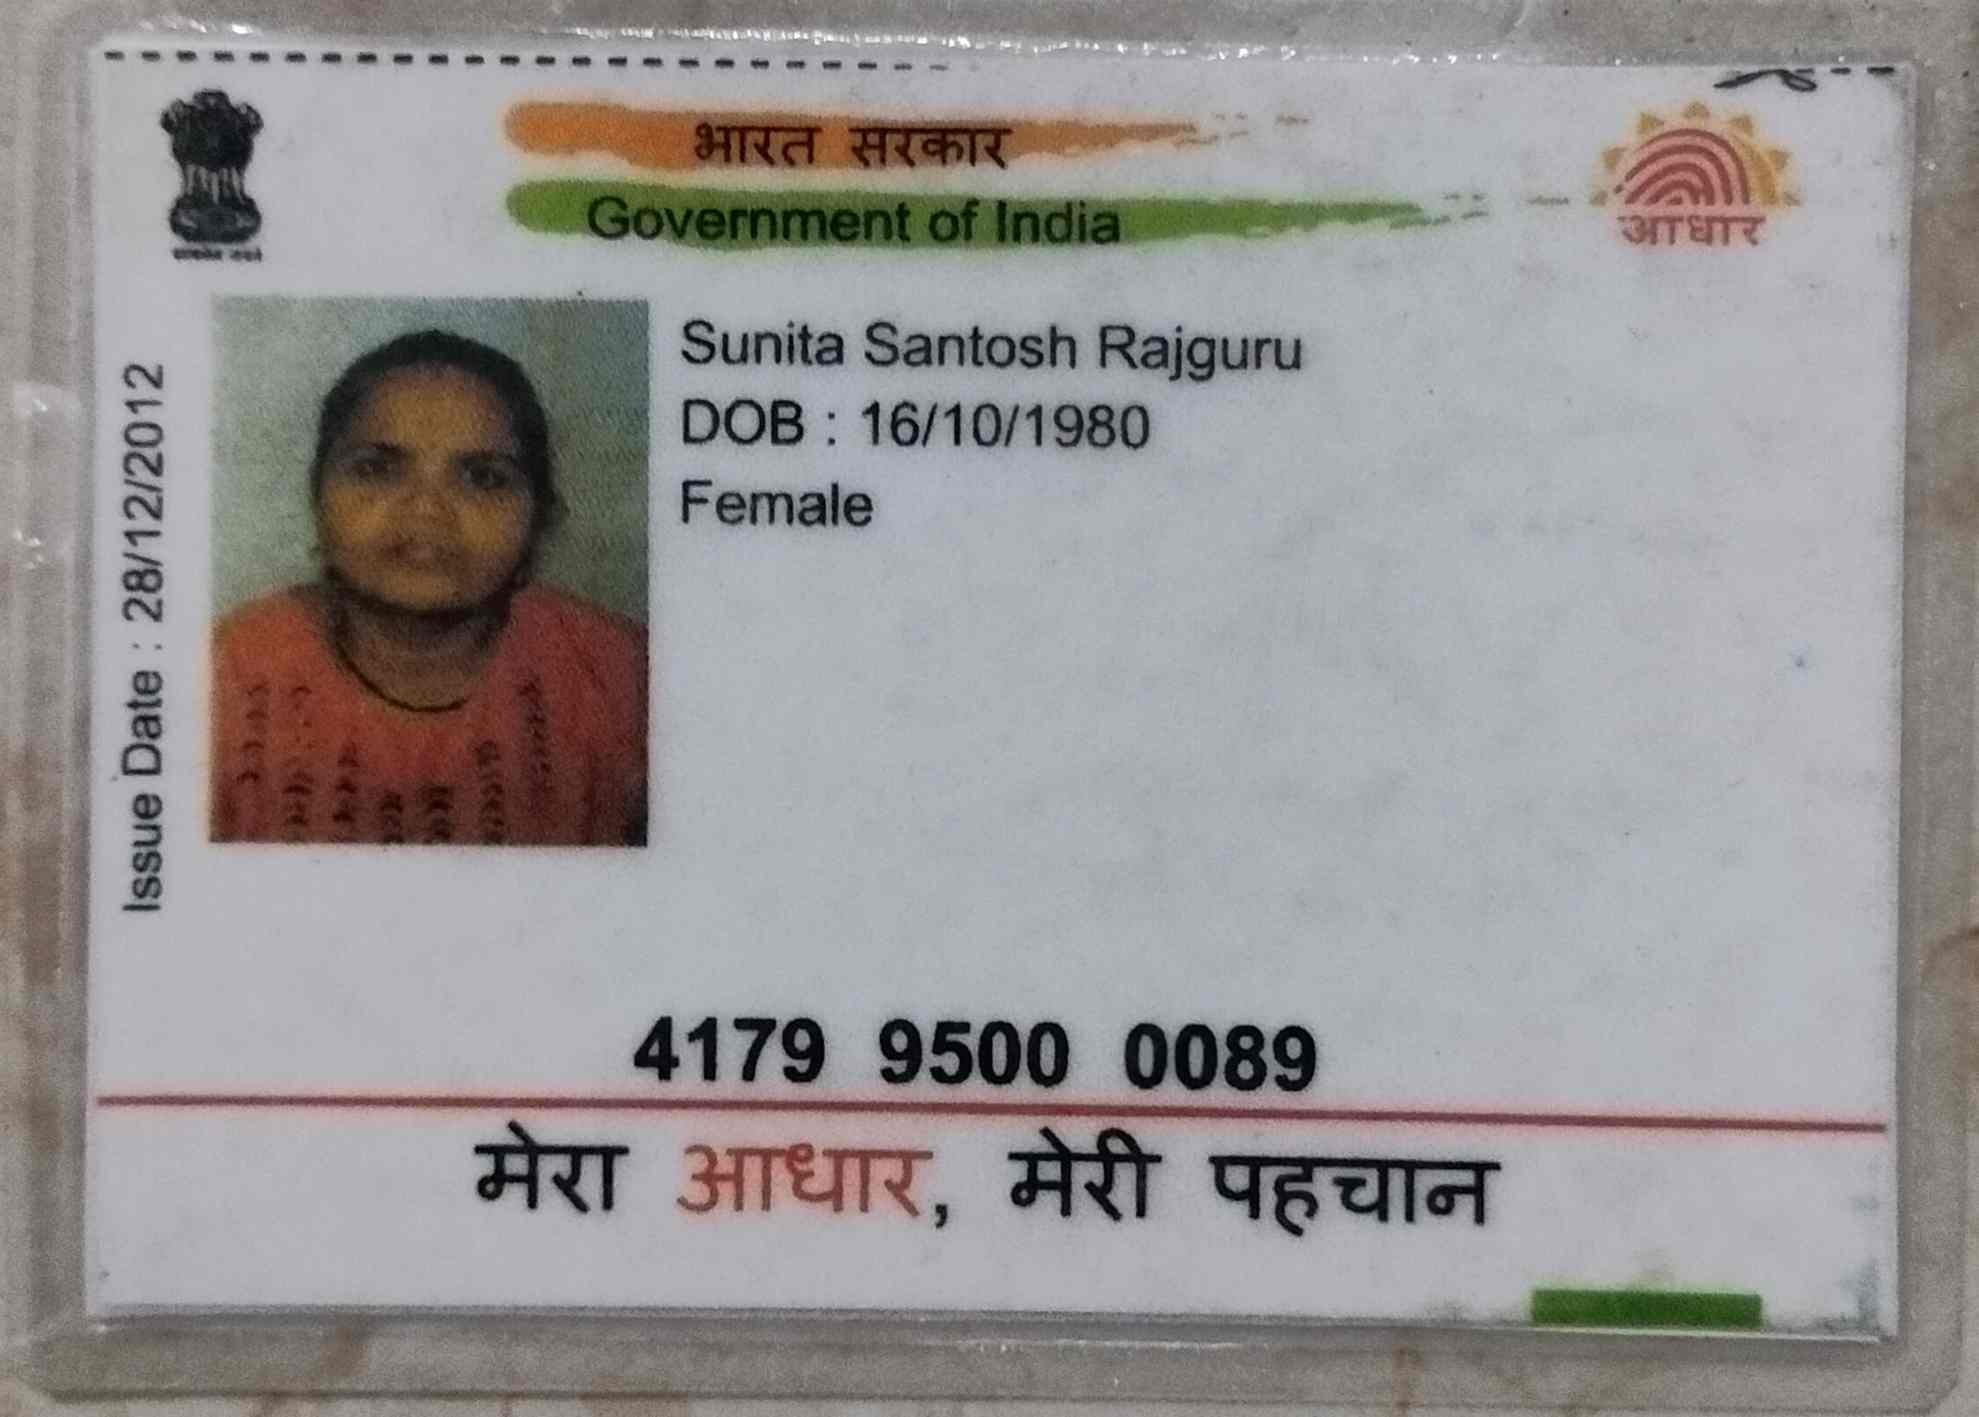 भारत सरकार
Government of India
आधार
Issue Date : 28/12/2012
Sunita Santosh Rajguru
DOB : 16/10/1980
Female
4179 9500 0089
मेरा आधार, मेरी पहचान